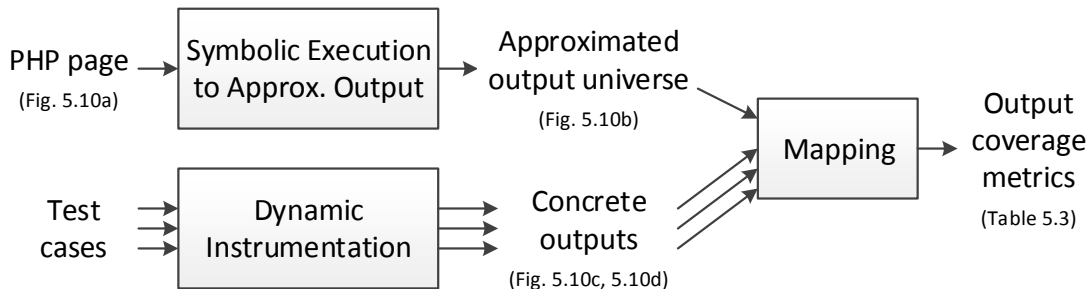 PHP page
(Fig. 5.10a)
Symbolic Execution
to Approx. Output
Approximated
output universe
(Fig. 5.10b)
Mapping
Output
coverage
metrics
(Table 5.3)
Test
cases
Dynamic
Instrumentation
Concrete
outputs
(Fig. 5.10c, 5.10d)